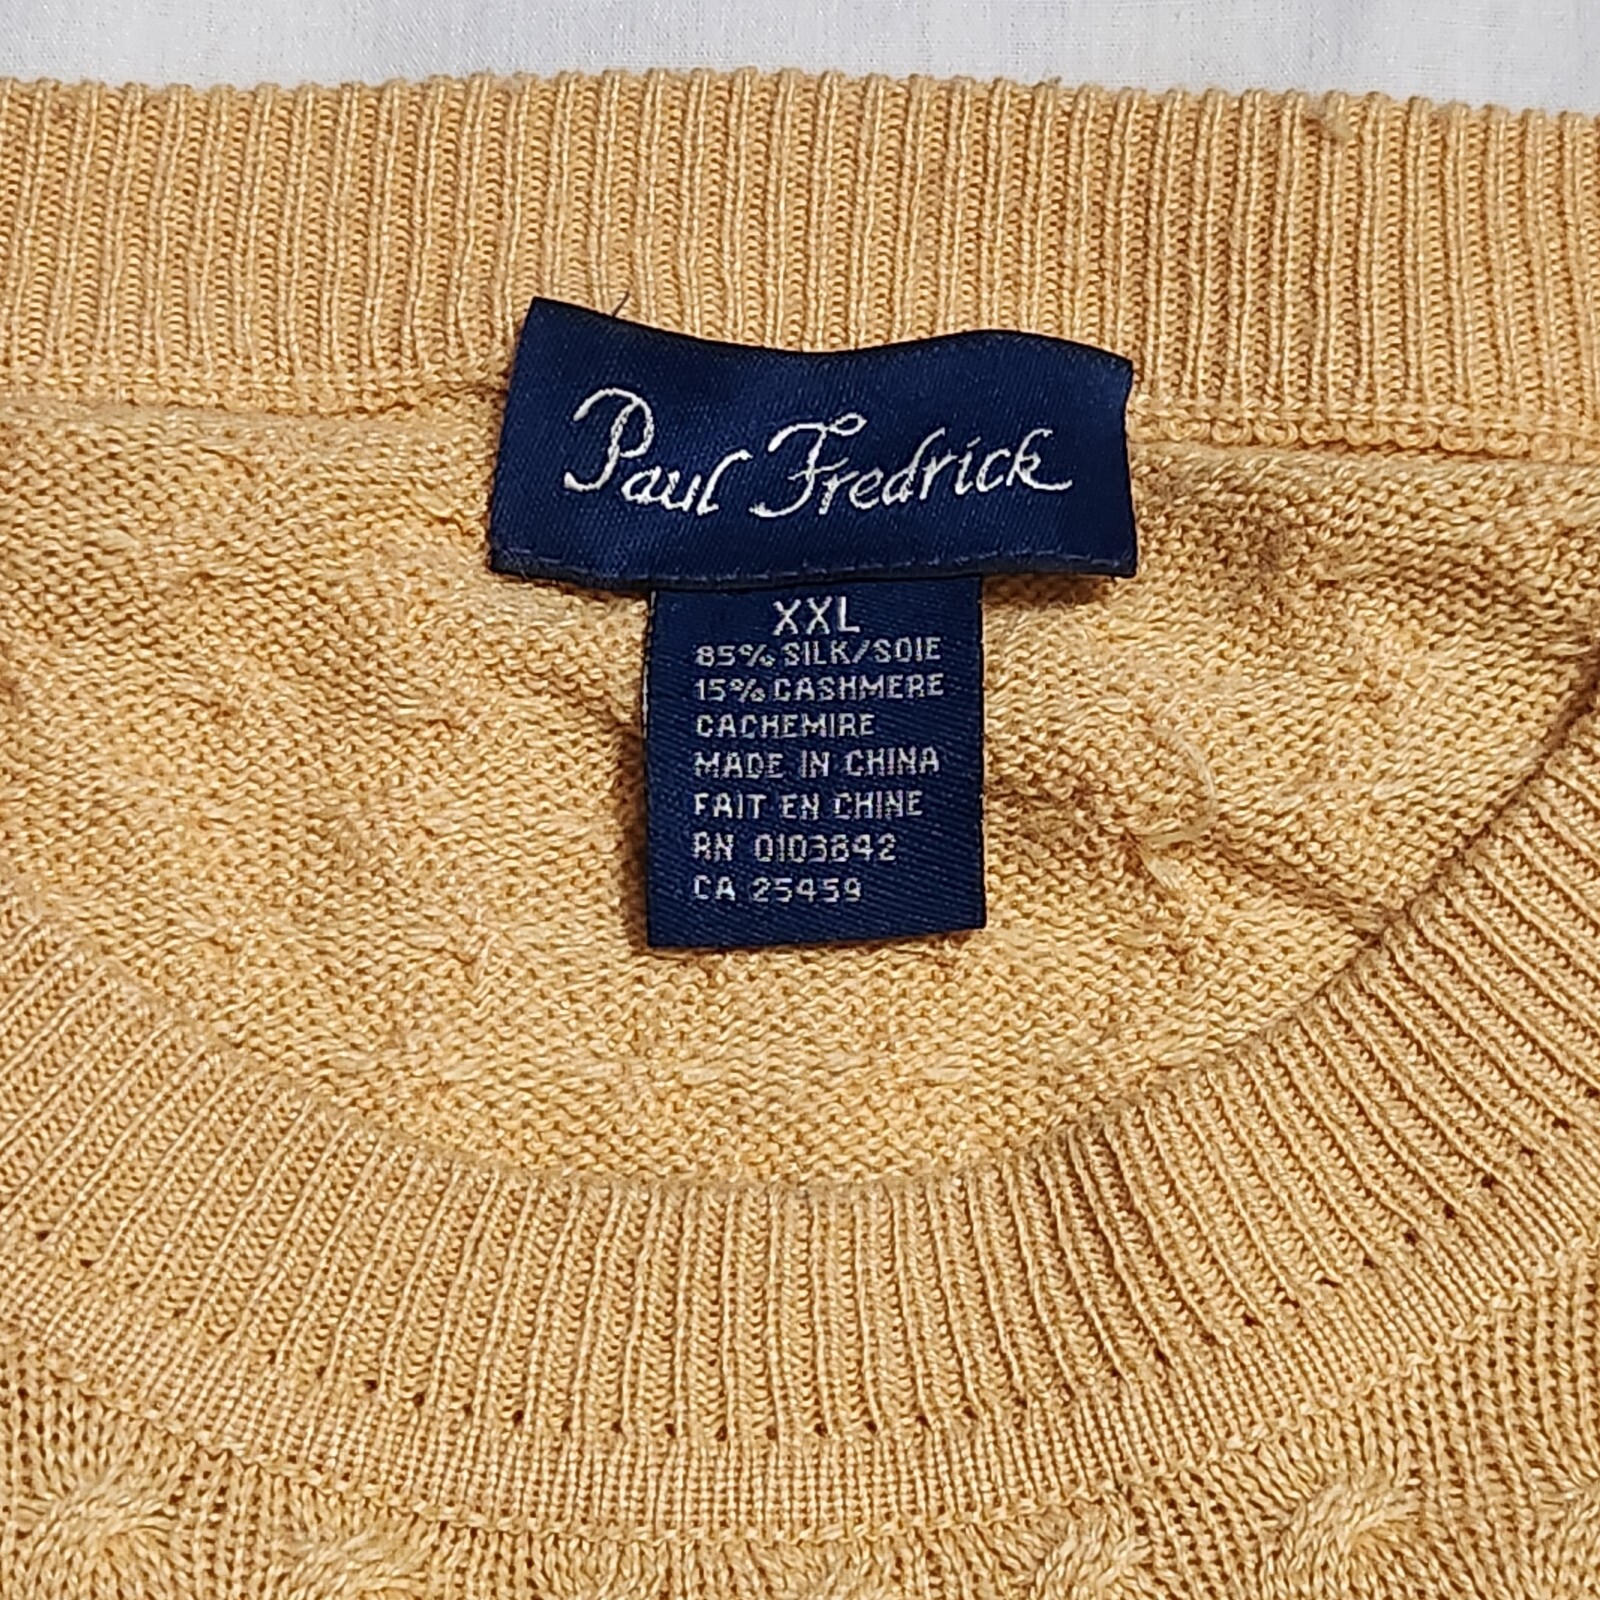 Paul Fredrick
XXL
85% SILK/SOIE
15% CASHMERE
CACHEMIRE
MADE IN CHINA
FAIT EN CHINE
RN 0103642
CA 25459